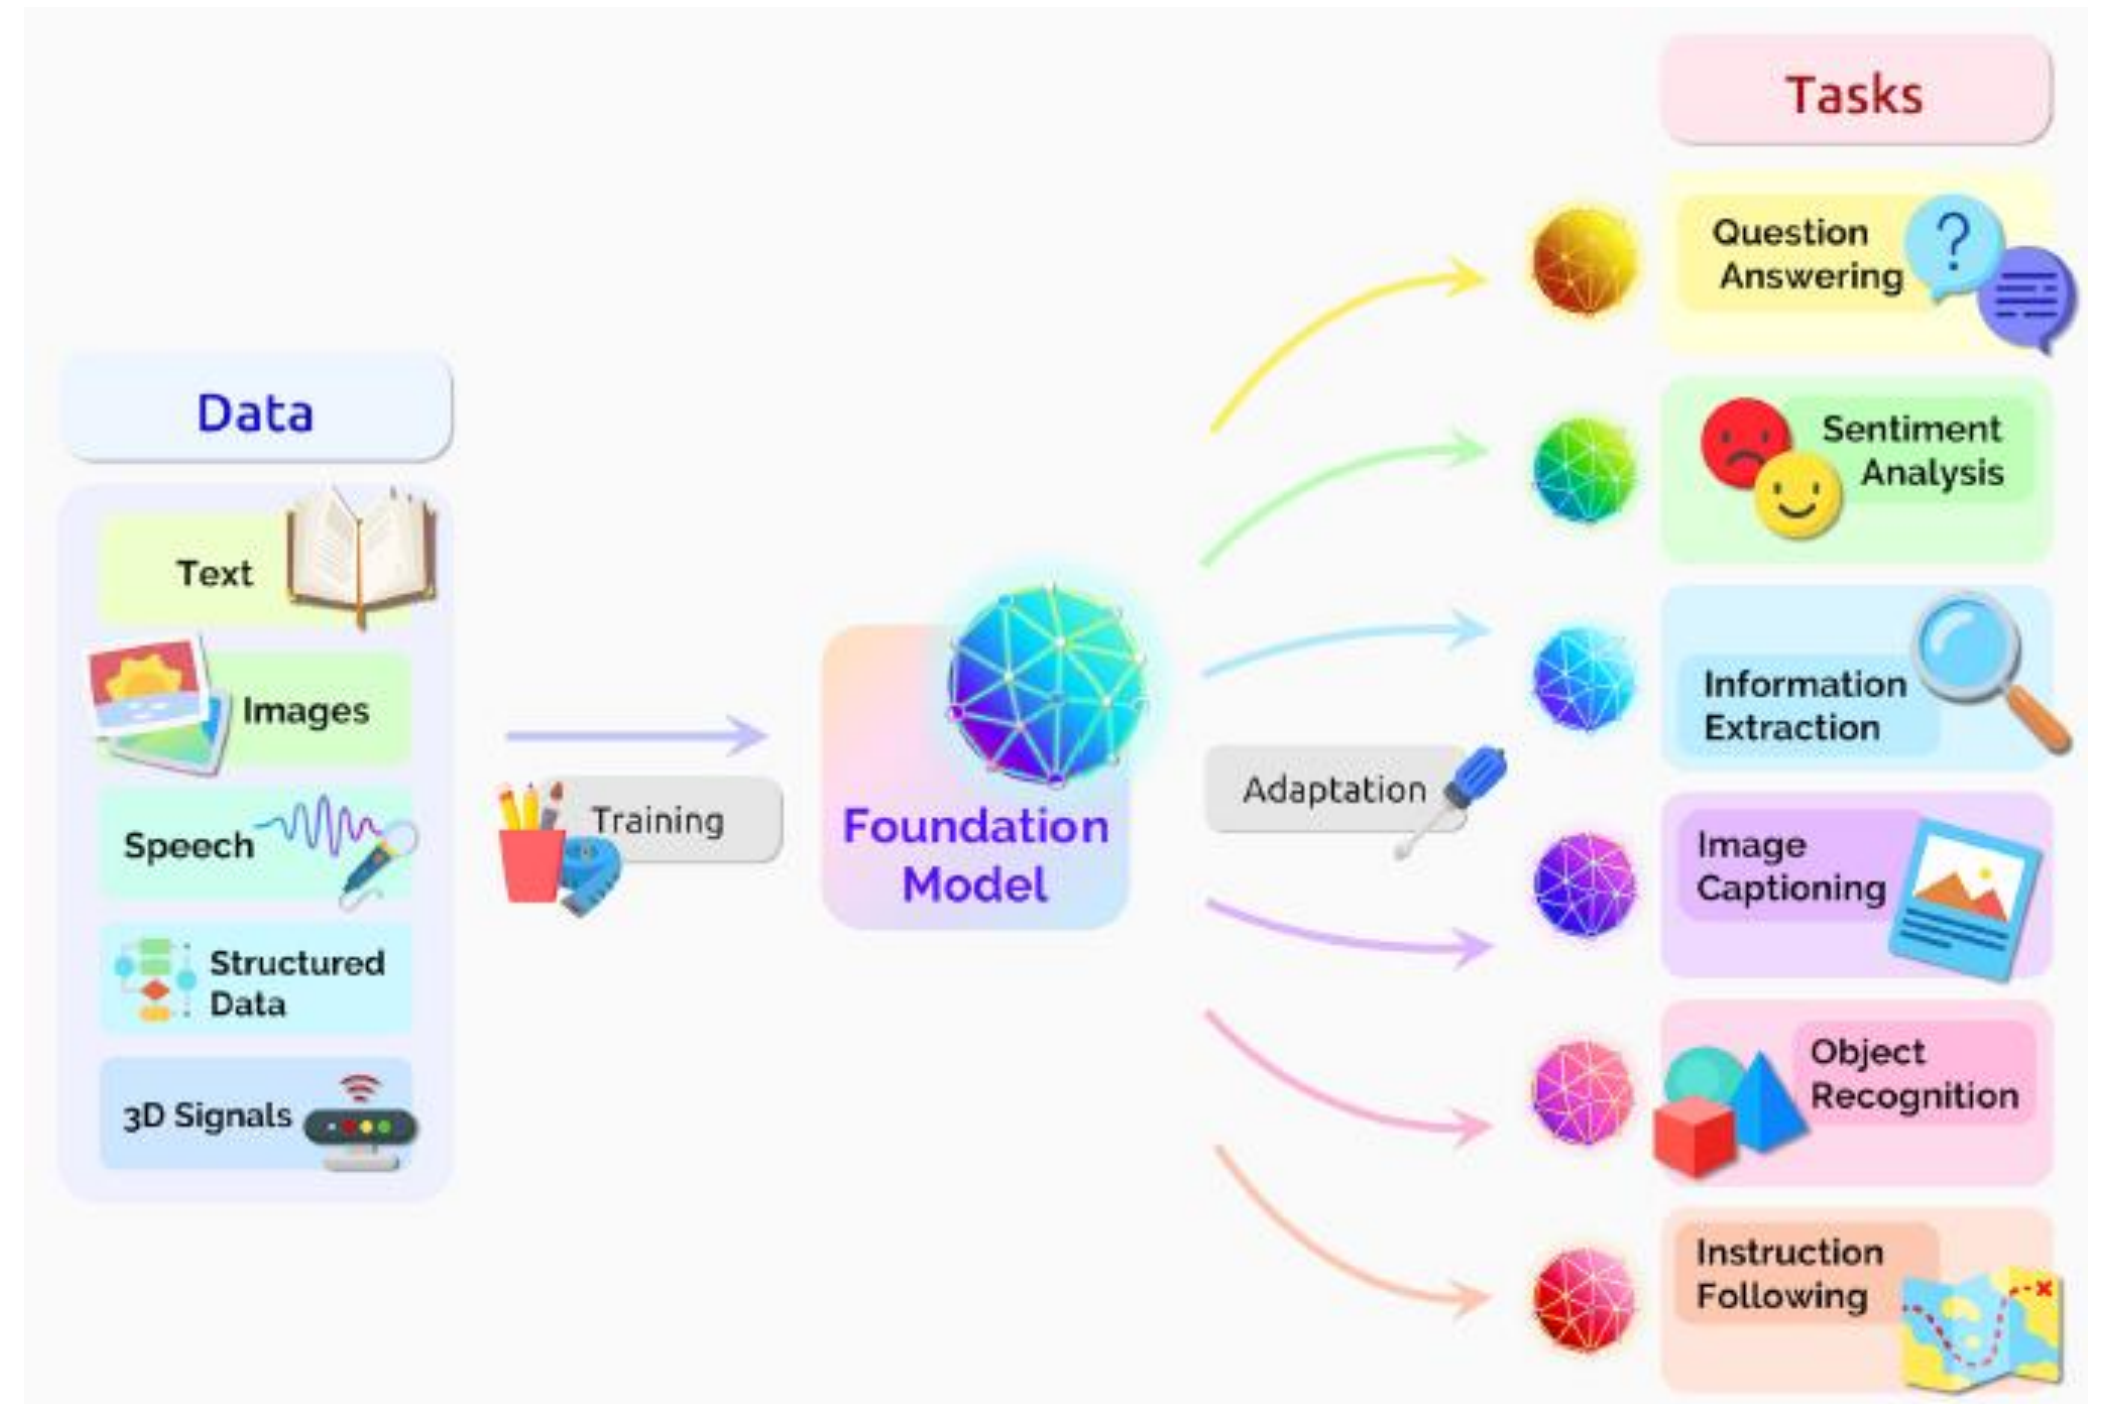 Data
Text
Images
Speech
Structured
Data
3D Signals
Training
Foundation
Model
Adaptation
Tasks
Question
Answering
?
Sentiment
Analysis
Information
Extraction
Image
Captioning
Object
Recognition
Instruction
Following